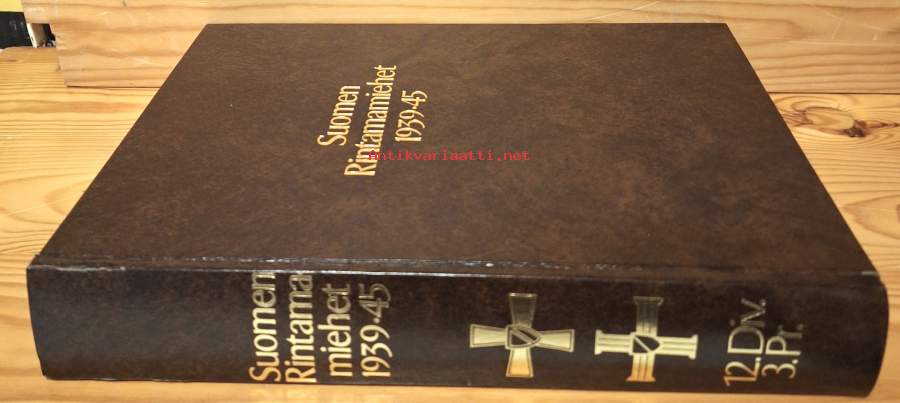 Suomen
Rintamamiehet
1939-45
antikvariaatti.net
Suomen
Rintama-
miehet
1939-45
12. Div.
3. Pr.